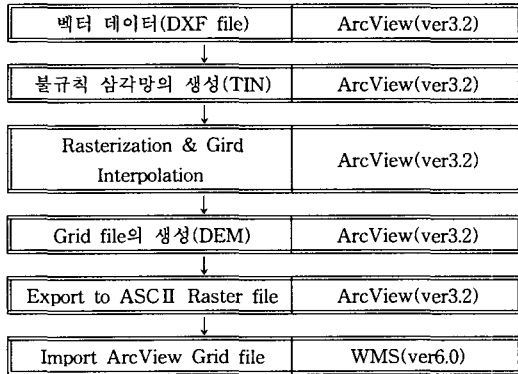 벡터 데이터(DXF file) ArcView(ver3.2)
불규칙 삼각망의 생성(TIN) ArcView(ver3.2)
Rasterization & Gird
Interpolation
ArcView(ver3.2)
Grid file의 생성(DEM) ArcView(ver3.2)
Export to ASCⅡ Raster file ArcView(ver3.2)
Import ArcView Grid file WMS(ver6.0)